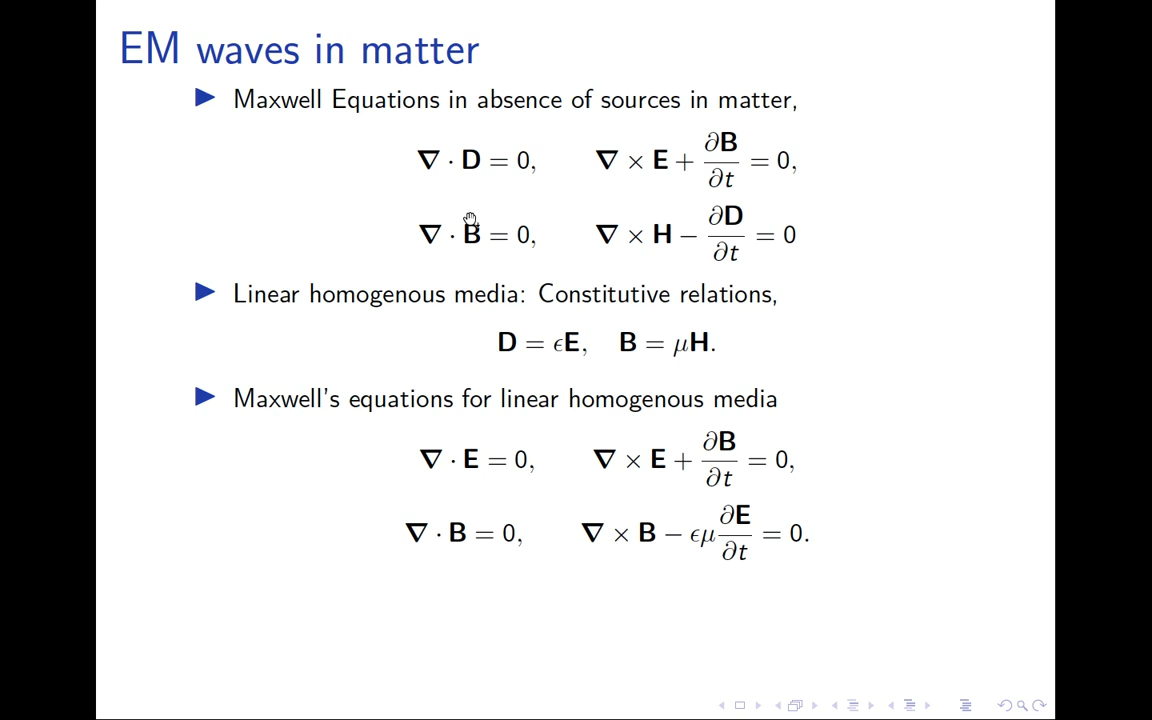 EM waves in matter
▶ Maxwell Equations in absence of sources in matter,
∇ · D = 0, ∇ × E + ∂B/∂t = 0,
∇ · B = 0, ∇ × H − ∂D/∂t = 0
▶ Linear homogenous media: Constitutive relations,
D = ϵE, B = μH.
▶ Maxwell's equations for linear homogenous media
∇ · E = 0, ∇ × E + ∂B/∂t = 0,
∇ · B = 0, ∇ × B − ϵμ ∂E/∂t = 0.